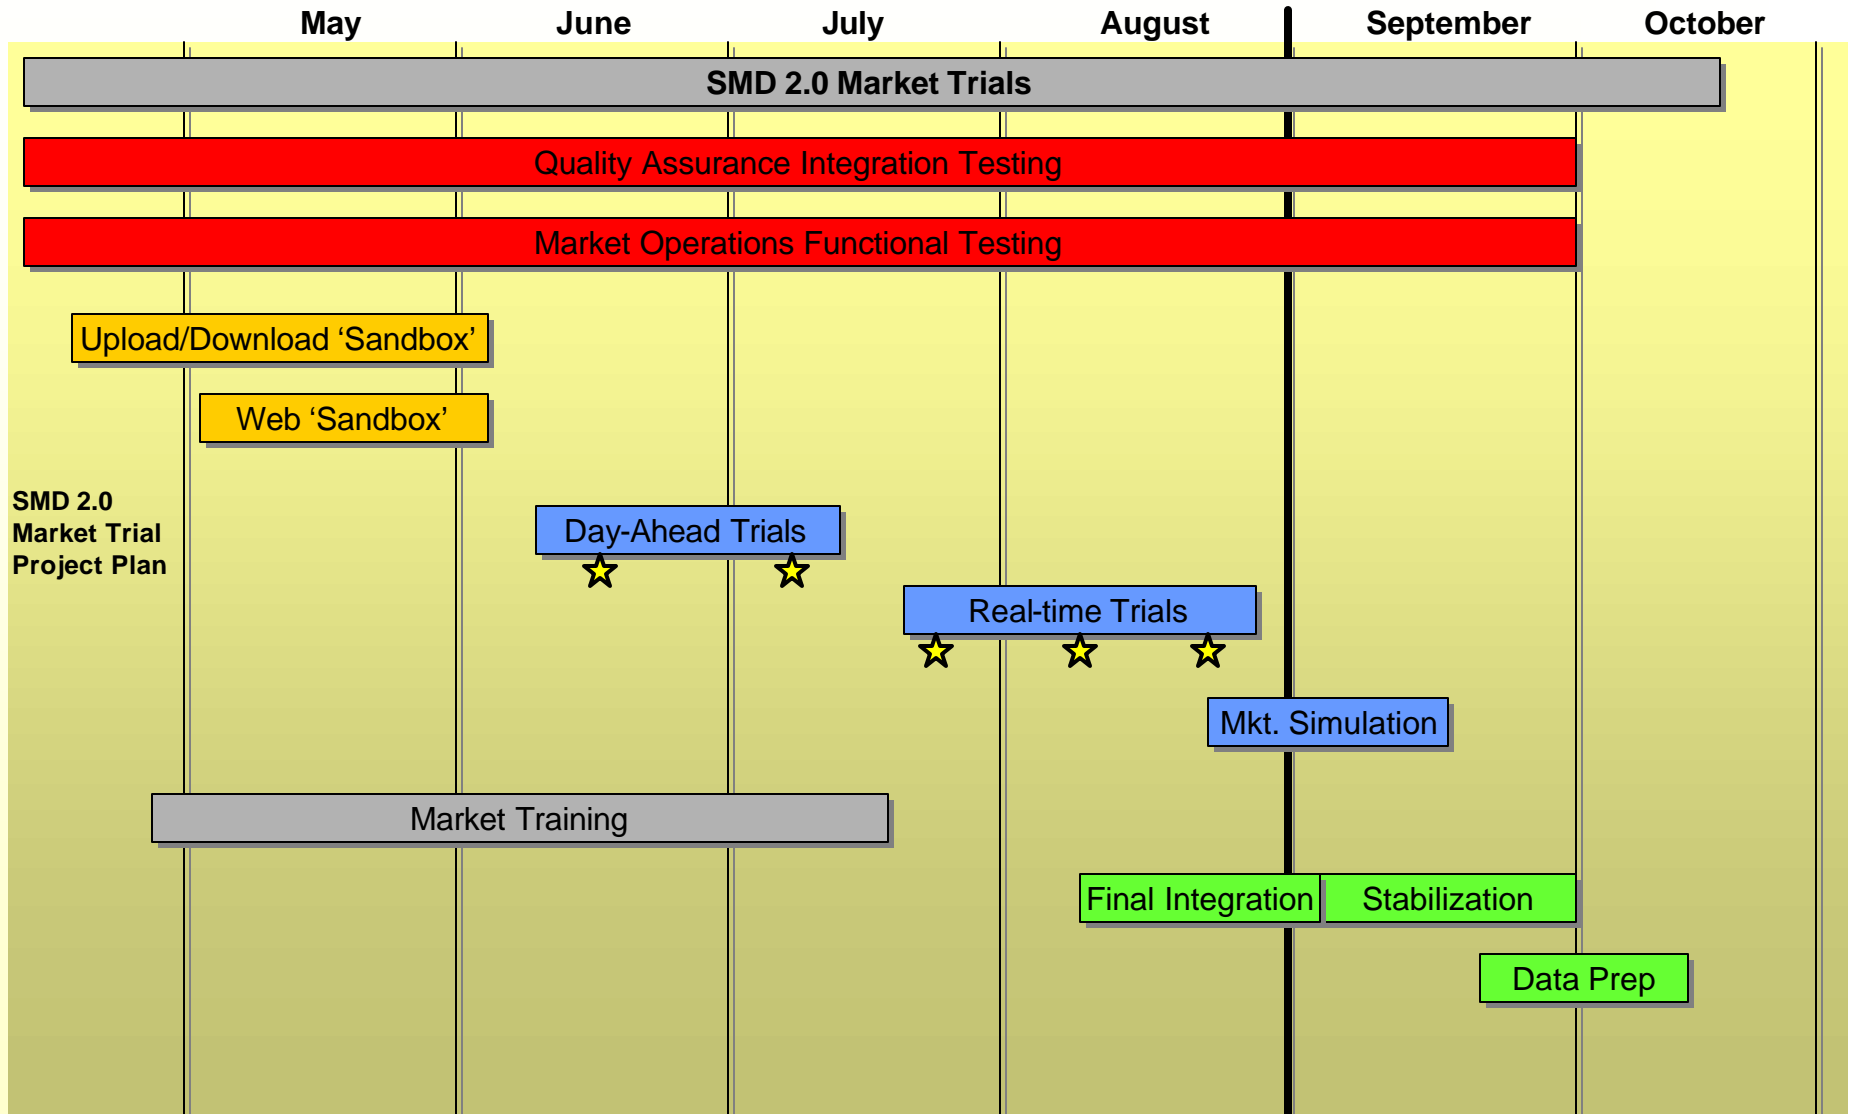 May
June
July
August
September
October
SMD 2.0 Market Trials
Quality Assurance Integration Testing
Market Operations Functional Testing
Upload/Download ‘Sandbox’
Web ‘Sandbox’
SMD 2.0
Market Trial
Project Plan
Day-Ahead Trials
Real-time Trials
Mkt. Simulation
Market Training
Final Integration
Stabilization
Data Prep